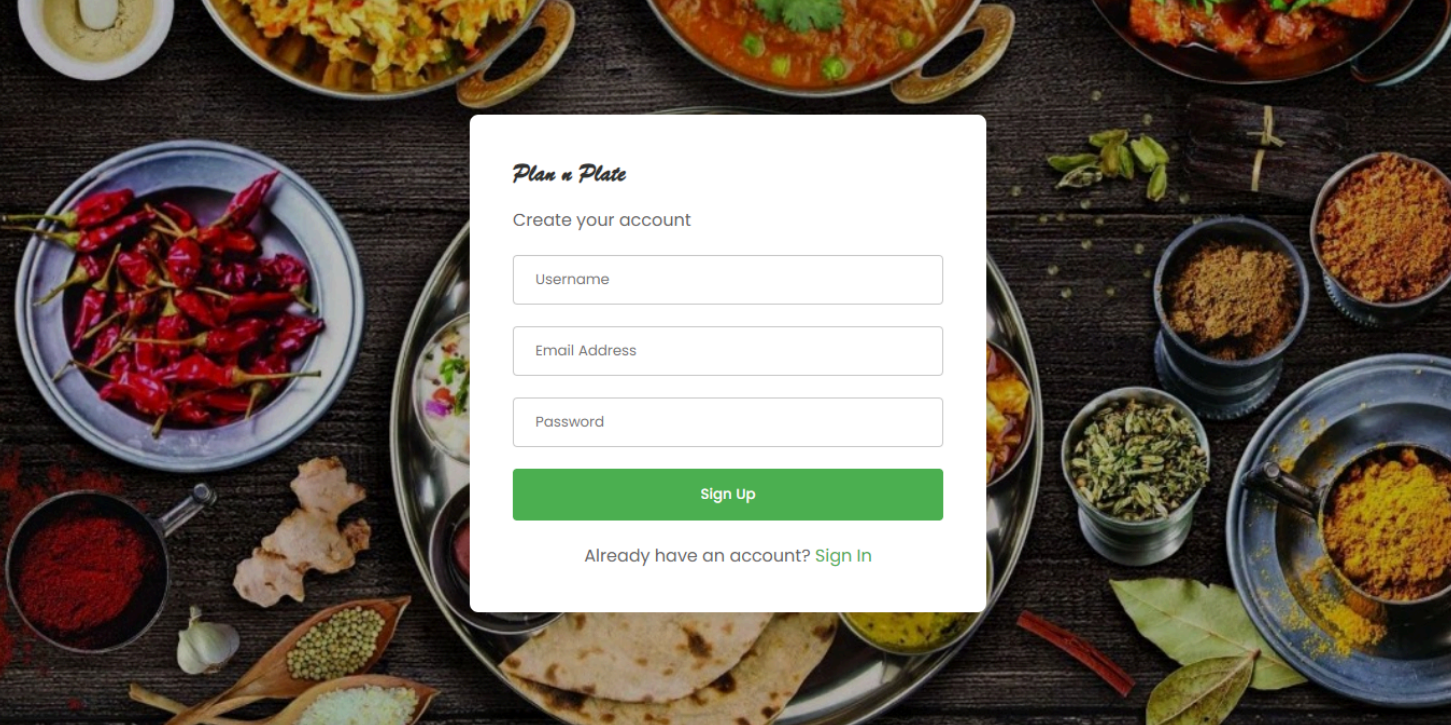 Plan n Plate
Create your account
Username
Email Address
Password
Sign Up
Already have an account? Sign In